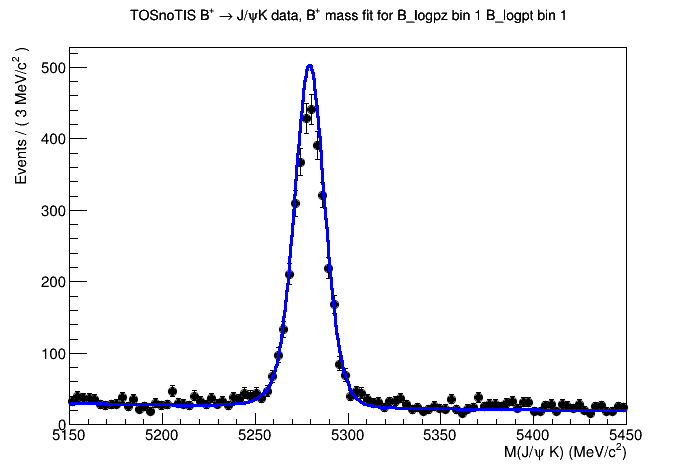 TOSnoTIS B⁺ → J/ψK data, B⁺ mass fit for B_logpz bin 1 B_logpt bin 1
Events / ( 3 MeV/c² )
500
400
300
200
100
0
5150 5200 5250 5300 5350 5400 5450
M(J/ψ K) (MeV/c²)